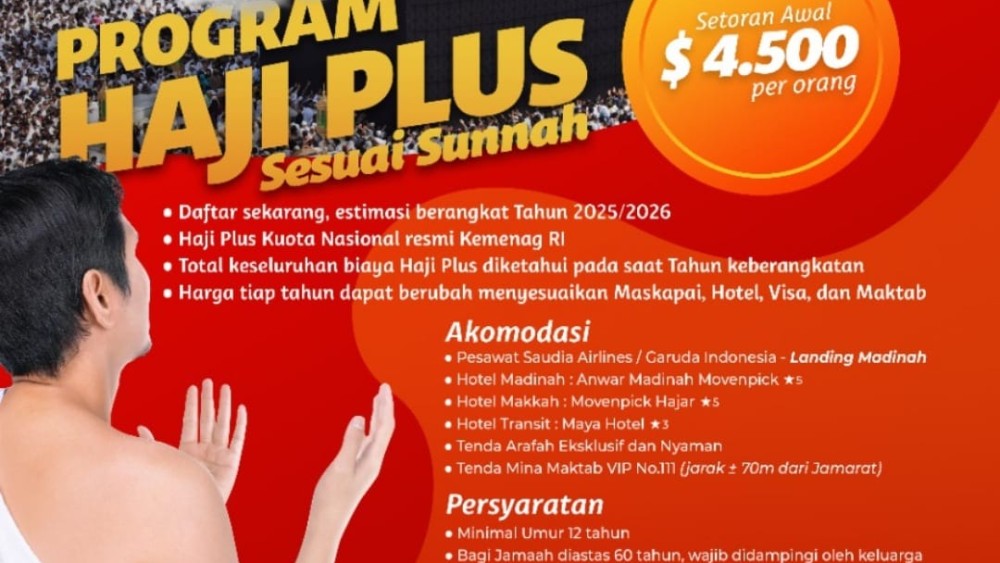 PROGRAM
HAJI PLUS
Sesuai Sunnah
Setoran Awal
$ 4.500
per orang
• Daftar sekarang, estimasi berangkat Tahun 2025/2026
• Haji Plus Kuota Nasional resmi Kemenag RI
• Total keseluruhan biaya Haji Plus diketahui pada saat Tahun keberangkatan
• Harga tiap tahun dapat berubah menyesuaikan Maskapai, Hotel, Visa, dan Maktab
Akomodasi
• Pesawat Saudia Airlines / Garuda Indonesia - Landing Madinah
• Hotel Madinah : Anwar Madinah Movenpick ★5
• Hotel Makkah : Movenpick Hajar ★5
• Hotel Transit : Maya Hotel ★3
• Tenda Arafah Eksklusif dan Nyaman
• Tenda Mina Maktab VIP No.111 (jarak ± 70m dari Jamarat)
Persyaratan
• Minimal Umur 12 tahun
• Bagi Jamaah diastas 60 tahun, wajib didampingi oleh keluarga